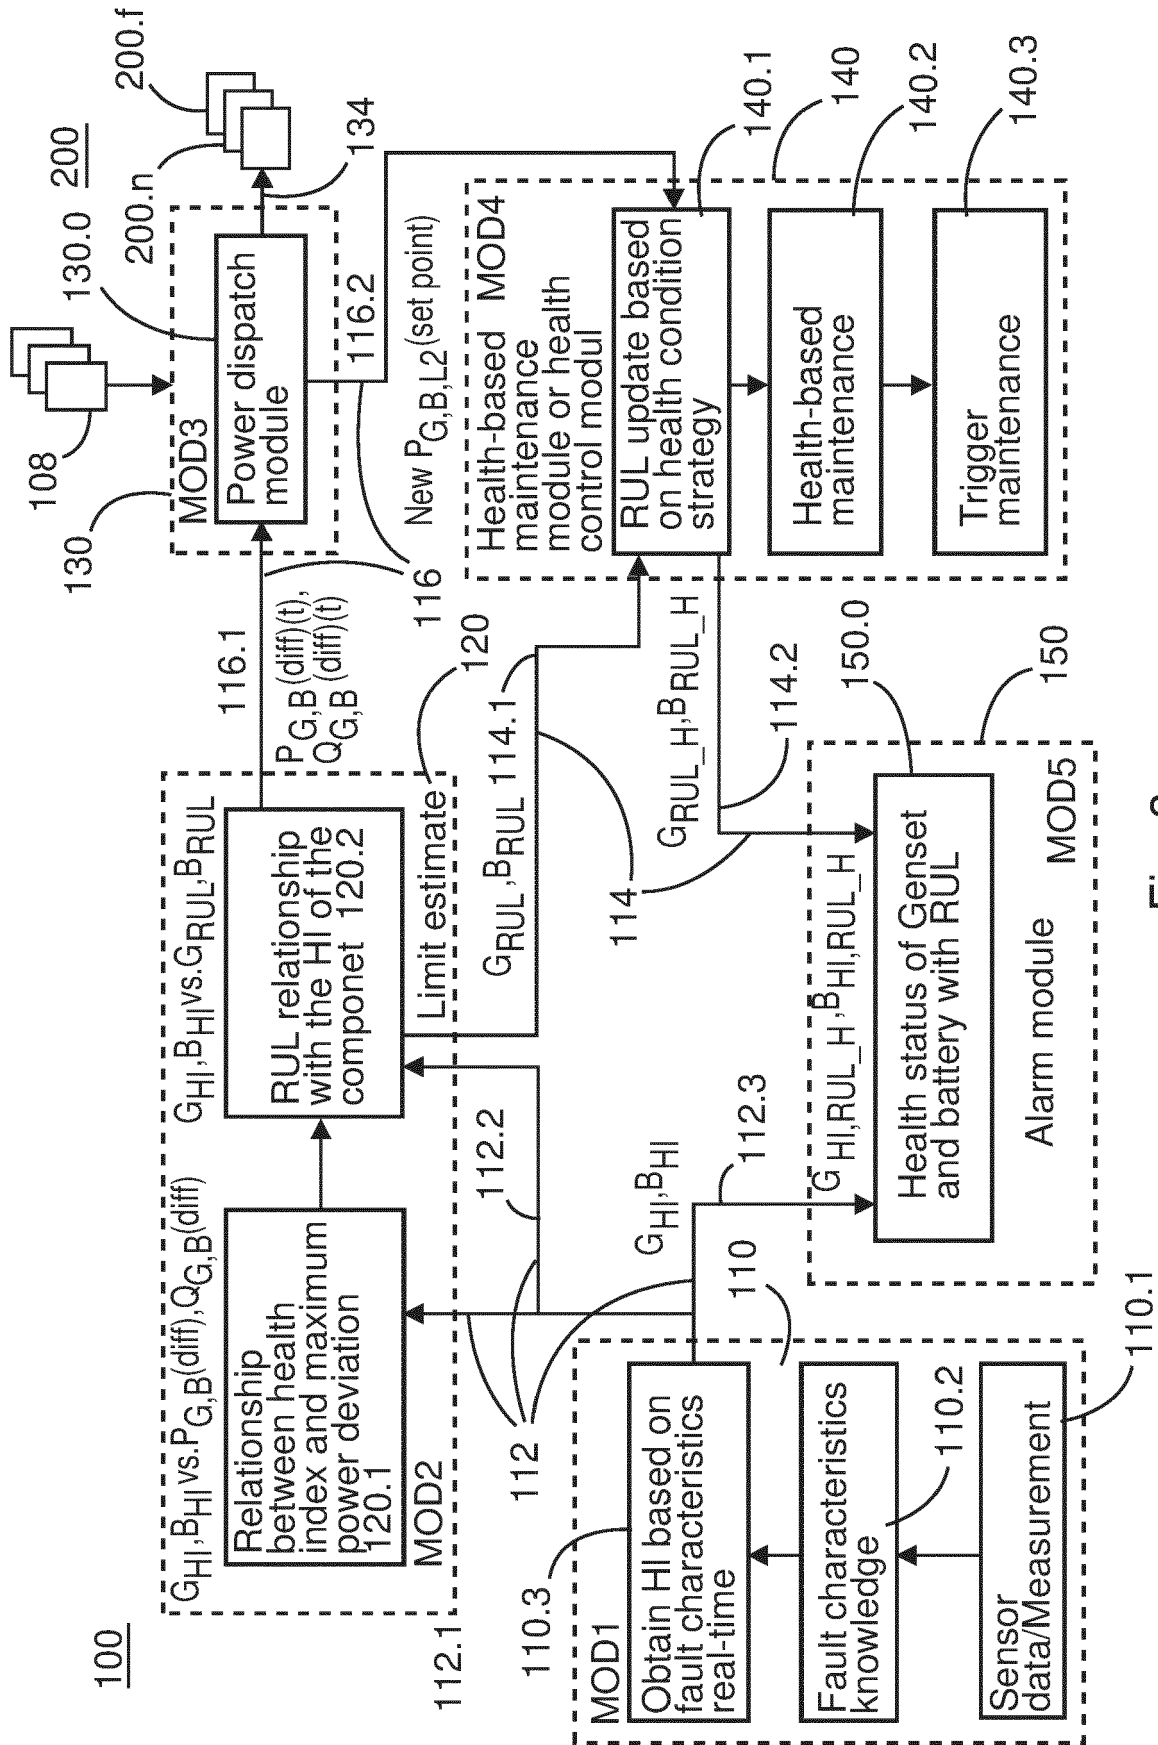 100
G_HI,B_HI vs.P_G,B^(diff),Q_G,B^(diff)
Relationship
between health
index and maximum
power deviation
120.1
MOD2
G_HI,B_HI vs.G_RUL,B_RUL
RUL relationship
with the HI of the
componet 120.2
Limit estimate
120
116.1
P_G,B^(diff)(t),
Q_G,B^(diff)(t)
116
108
130
MOD3
Power dispatch
module
130.0
200
200.n
200.f
134
116.2
New P_G,B,L2^(set point)
G_RUL,B_RUL 114.1
114
G_RUL_H,B_RUL_H
114.2
MOD4
Health-based
maintenance
module or health
control modul
RUL update based
on health condition
strategy
Health-based
maintenance
Trigger
maintenance
140.1
140
140.2
140.3
112.1
112
112.2
G_HI,B_HI
112.3
110
110.3
MOD1
Obtain HI based on
fault characteristics
real-time
Fault characteristics
knowledge
110.2
Sensor
data/Measurement
110.1
G_HI,RUL_H,B_HI,RUL_H
Health status of Genset
and battery with RUL
150.0
150
MOD5
Alarm module